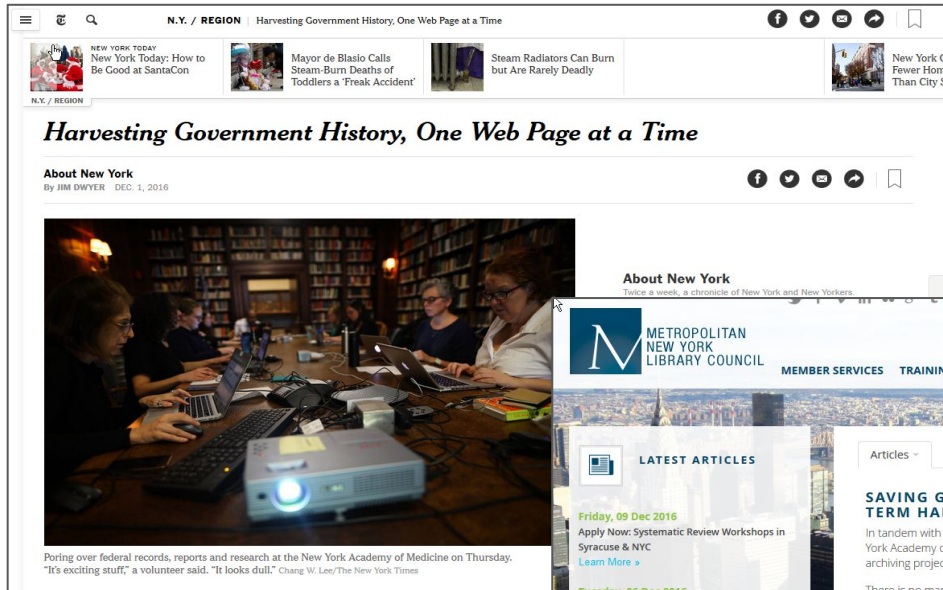 N.Y. / REGION | Harvesting Government History, One Web Page at a Time
NEW YORK TODAY
New York Today: How to
Be Good at SantaCon
Mayor de Blasio Calls
Steam-Burn Deaths of
Toddlers a 'Freak Accident'
Steam Radiators Can Burn
but Are Rarely Deadly
New York C
Fewer Hom
Than City S
N.Y. / REGION
Harvesting Government History, One Web Page at a Time
About New York
By JIM DWYER DEC. 1, 2016
Poring over federal records, reports and research at the New York Academy of Medicine on Thursday.
“It’s exciting stuff,” a volunteer said. “It looks dull.” Chang W. Lee/The New York Times
About New York
Twice a week, a chronicle of New York and New Yorkers.
METROPOLITAN
NEW YORK
LIBRARY COUNCIL
MEMBER SERVICES TRAININ
LATEST ARTICLES
Friday, 09 Dec 2016
Apply Now: Systematic Review Workshops in
Syracuse & NYC
Learn More »
Articles
SAVING G
TERM HA
In tandem with
York Academy o
archiving projec